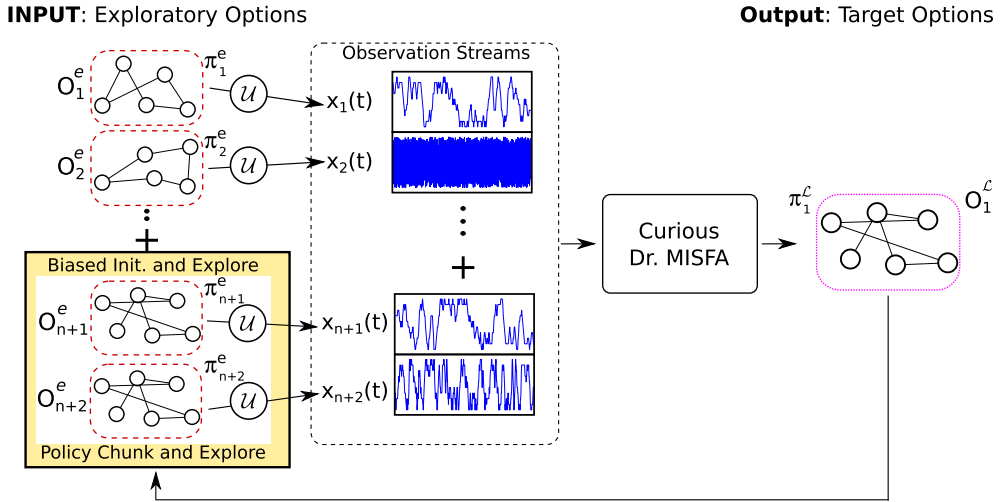 INPUT: Exploratory Options
Output: Target Options
Observation Streams
O₁ᵉ
π₁ᵉ
𝒰
x₁(t)
O₂ᵉ
π₂ᵉ
𝒰
x₂(t)
+
+
Biased Init. and Explore
Oₙ₊₁ᵉ
πₙ₊₁ᵉ
𝒰
xₙ₊₁(t)
Oₙ₊₂ᵉ
πₙ₊₂ᵉ
𝒰
xₙ₊₂(t)
Policy Chunk and Explore
Curious
Dr. MISFA
π₁ᴸ
O₁ᴸ